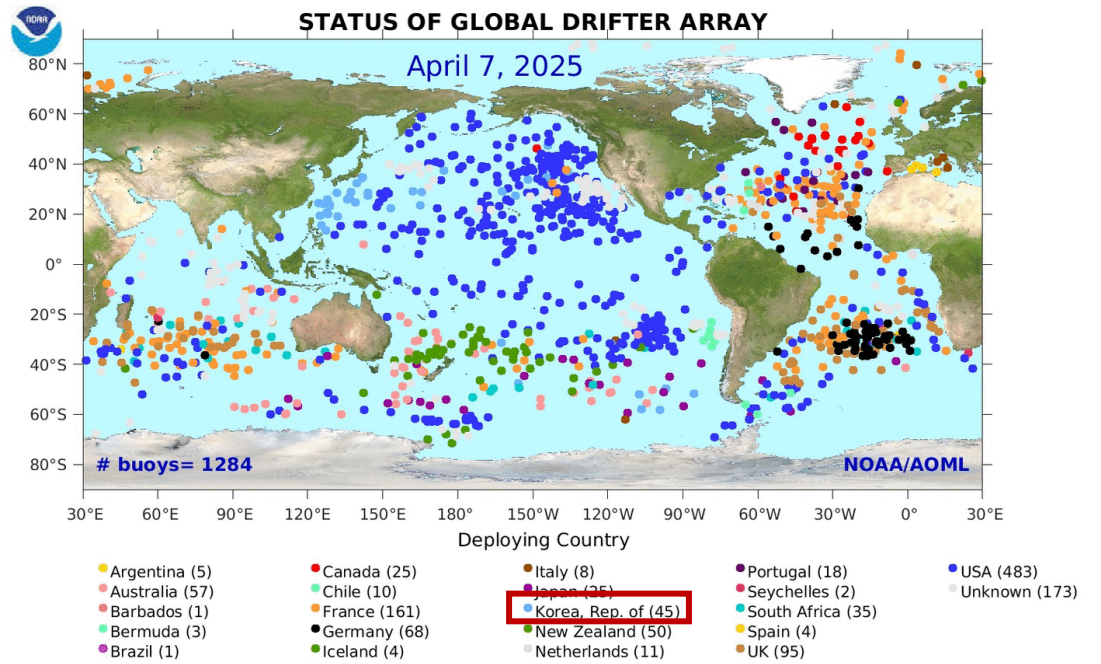 NOAA
STATUS OF GLOBAL DRIFTER ARRAY
April 7, 2025
80°N
60°N
40°N
20°N
0°
20°S
40°S
60°S
80°S
# buoys= 1284
NOAA/AOML
30°E 60°E 90°E 120°E 150°E 180°W 150°W 120°W 90°W 60°W 30°W 0° 30°E
Deploying Country
Argentina (5)
Australia (57)
Barbados (1)
Bermuda (3)
Brazil (1)
Canada (25)
Chile (10)
France (161)
Germany (68)
Iceland (4)
Italy (8)
Japan (25)
Korea, Rep. of (45)
New Zealand (50)
Netherlands (11)
Portugal (18)
Seychelles (2)
South Africa (35)
Spain (4)
UK (95)
USA (483)
Unknown (173)